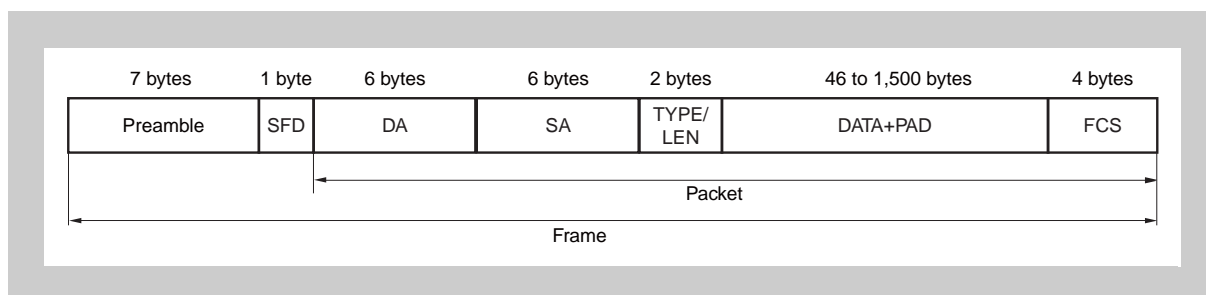 7 bytes 1 byte 6 bytes 6 bytes 2 bytes 46 to 1,500 bytes 4 bytes
Preamble SFD DA SA TYPE/ DATA+PAD FCS
LEN
Packet
Frame